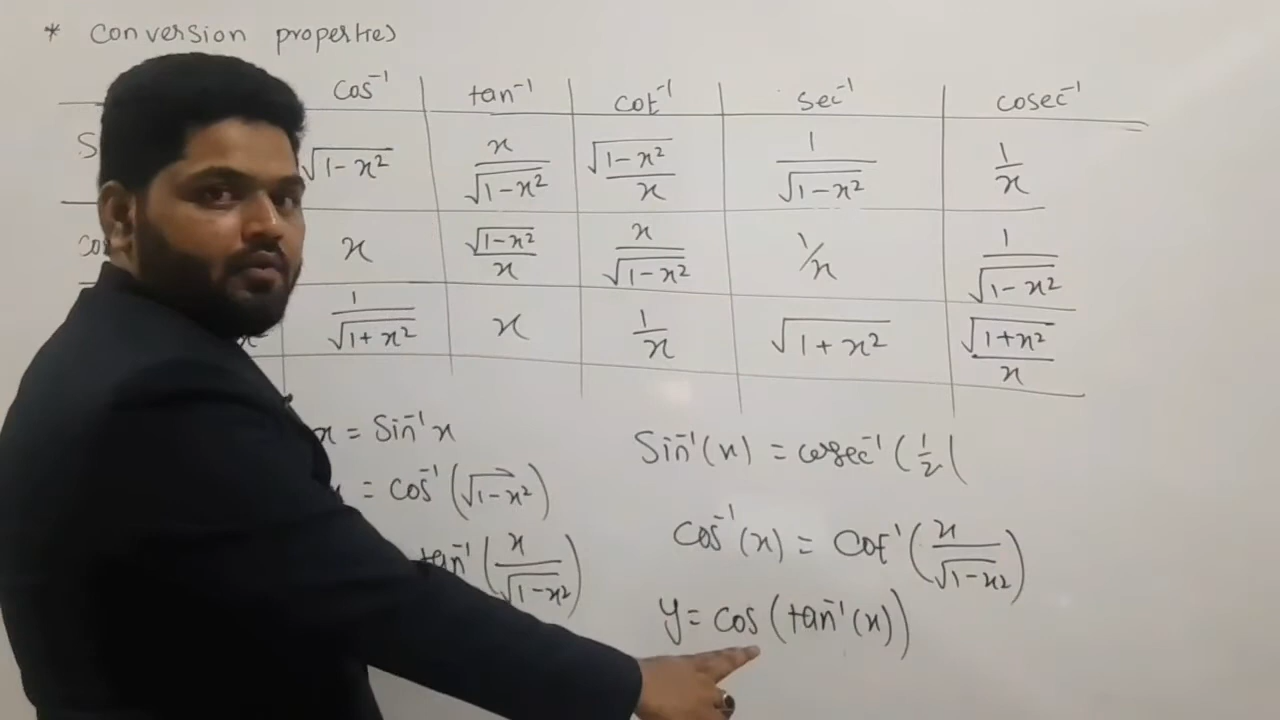 * Conversion properties
cos⁻¹ tan⁻¹ cot⁻¹ sec⁻¹ cosec⁻¹
S √(1-x²) x/√(1-x²) √(1-x²)/x 1/√(1-x²) 1/x
cos x √(1-x²)/x x/√(1-x²) 1/x 1/√(1-x²)
x 1/√(1+x²) x 1/x √(1+x²) √(1+x²)/x
x = Sin⁻¹ x
= cos⁻¹(√(1-x²))
tan⁻¹(x/√(1-x²))
Sin⁻¹(x) = cosec⁻¹(1/x(
cos⁻¹(x) = Cot⁻¹(x/√(1-x²))
y = cos(tan⁻¹(x))